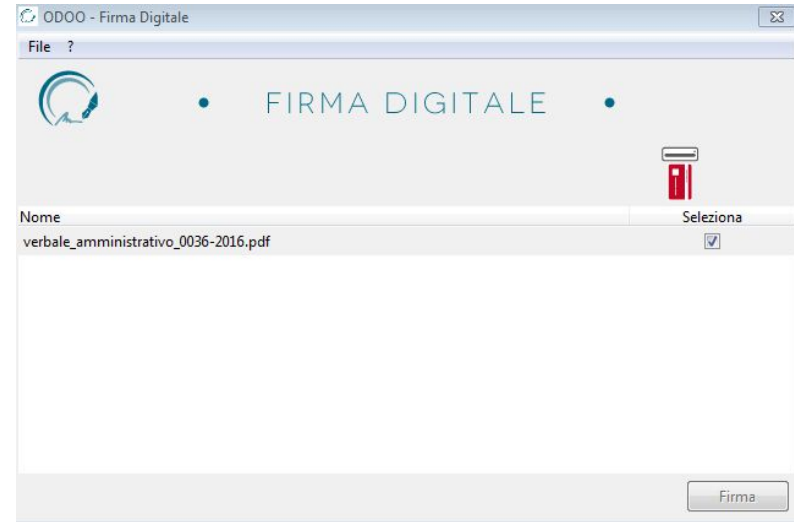 ODOO - Firma Digitale
File ?
• FIRMA DIGITALE •
Nome Seleziona
verbale_amministrativo_0036-2016.pdf
Firma